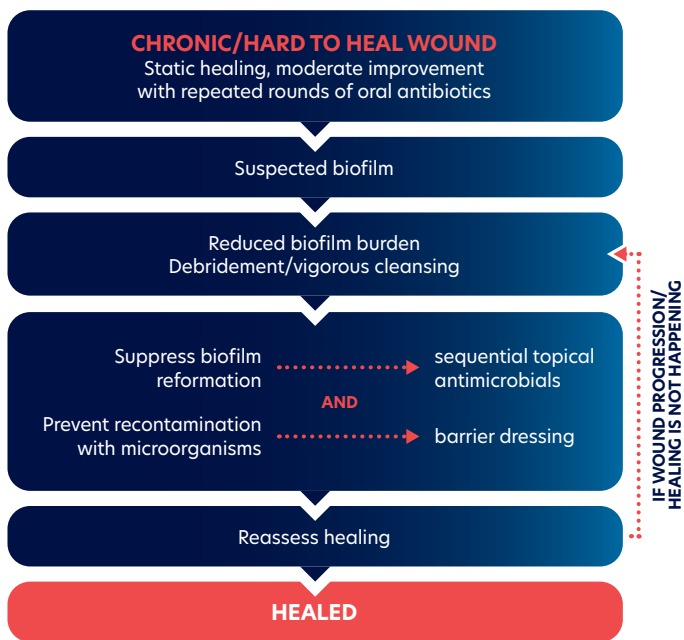 CHRONIC/HARD TO HEAL WOUND
Static healing, moderate improvement
with repeated rounds of oral antibiotics
Suspected biofilm
Reduced biofilm burden
Debridement/vigorous cleansing
Suppress biofilm
reformation
sequential topical
antimicrobials
AND
Prevent recontamination
with microorganisms
barrier dressing
Reassess healing
IF WOUND PROGRESSION/
HEALING IS NOT HAPPENING
HEALED